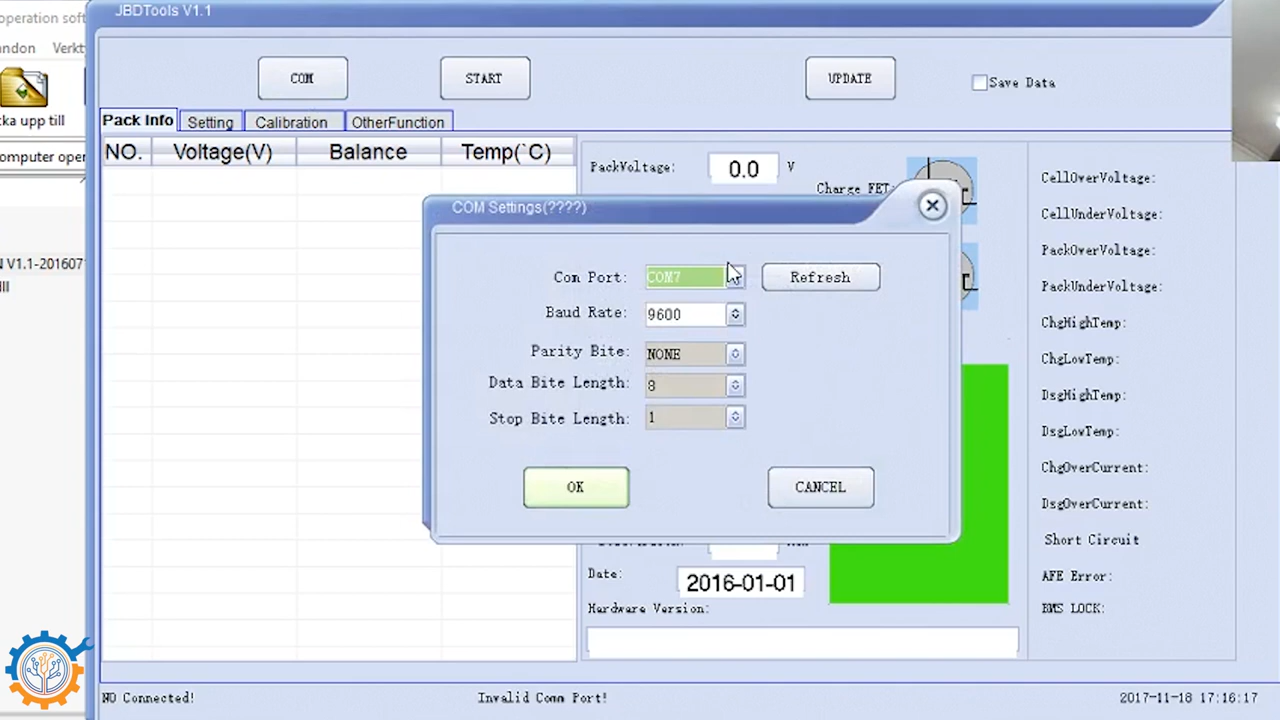 operation soft
JBDTools V1.1
andon Verkty
COM
START
UPDATE
Save Data
cka upp till
Pack Info
Setting
Calibration
OtherFunction
omputer oper
NO.
Voltage(V)
Balance
Temp(`C)
PackVoltage: 0.0 V
Charge FET:
CellOverVoltage:
CellUnderVoltage:
PackOverVoltage:
PackUnderVoltage:
ChgHighTemp:
ChgLowTemp:
DsgHighTemp:
DsgLowTemp:
ChgOverCurrent:
DsgOverCurrent:
Short Circuit
AFE Error:
BMS LOCK:
COM Settings(????)
Com Port: COM7 Refresh
Baud Rate: 9600
Parity Bite: NONE
Data Bite Length: 8
Stop Bite Length: 1
OK
CANCEL
N V1.1-201607
ll
Date: 2016-01-01
Hardware Version:
NO Connected!
Invalid Comm Port!
2017-11-18 17:16:17